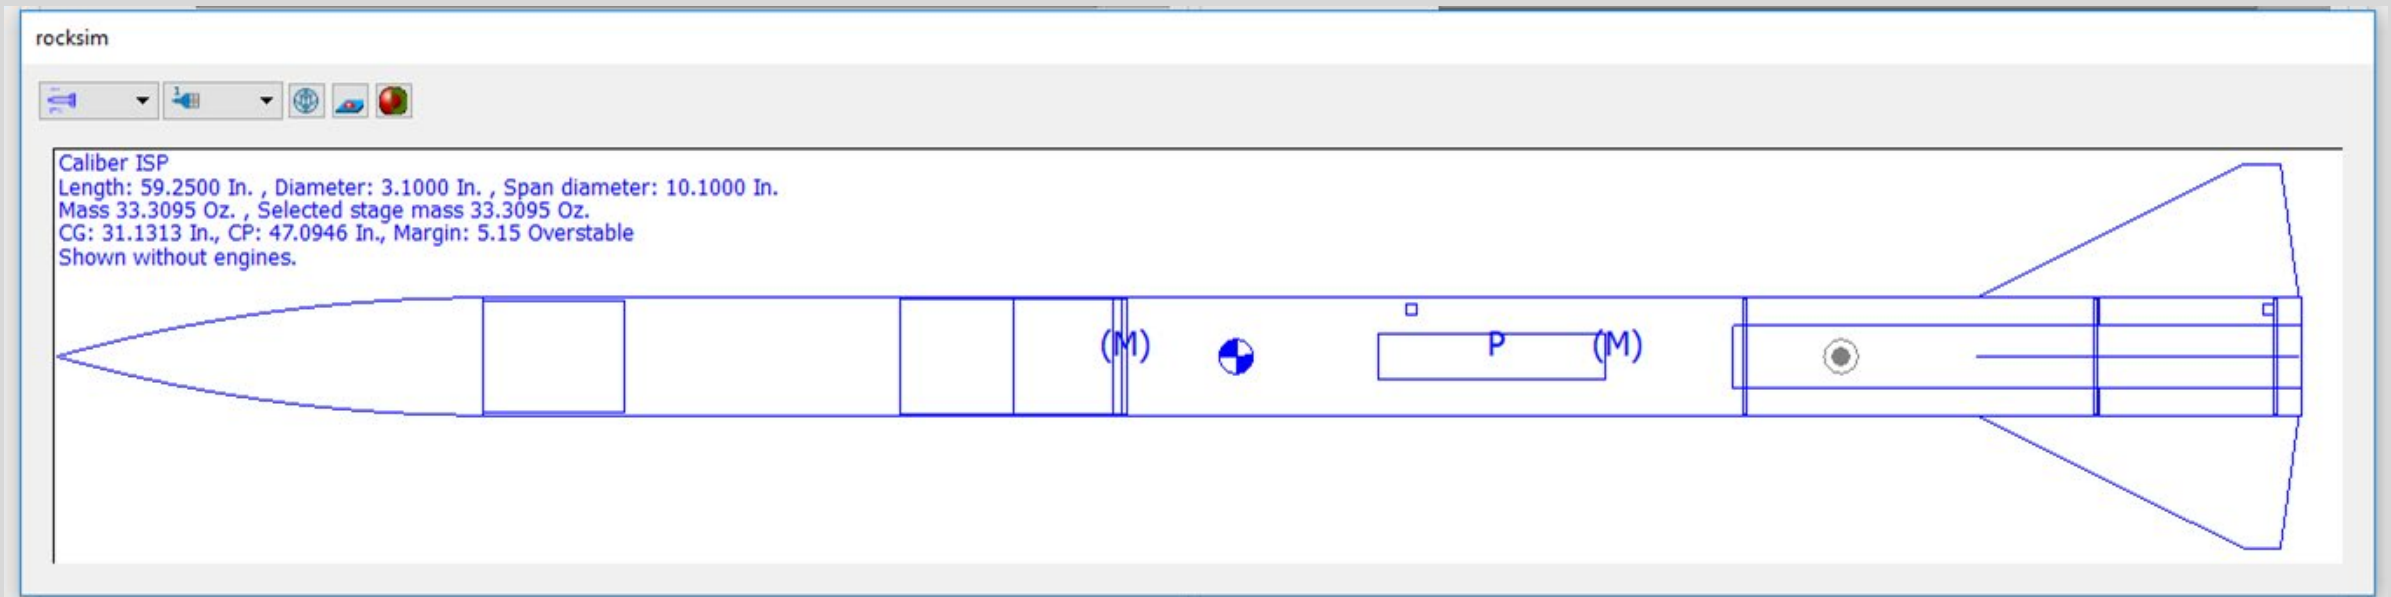 rocksim
1
Caliber ISP
Length: 59.2500 In. , Diameter: 3.1000 In. , Span diameter: 10.1000 In.
Mass 33.3095 Oz. , Selected stage mass 33.3095 Oz.
CG: 31.1313 In., CP: 47.0946 In., Margin: 5.15 Overstable
Shown without engines.
(M) P (M)